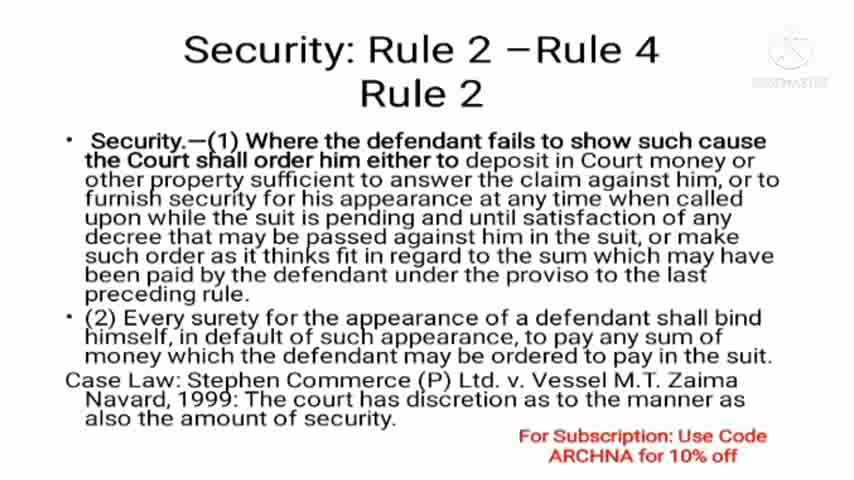 Security: Rule 2 –Rule 4
Rule 2
• Security.—(1) Where the defendant fails to show such cause
the Court shall order him either to deposit in Court money or
other property sufficient to answer the claim against him, or to
furnish security for his appearance at any time when called
upon while the suit is pending and until satisfaction of any
decree that may be passed against him in the suit, or make
such order as it thinks fit in regard to the sum which may have
been paid by the defendant under the proviso to the last
preceding rule.
• (2) Every surety for the appearance of a defendant shall bind
himself, in default of such appearance, to pay any sum of
money which the defendant may be ordered to pay in the suit.
Case Law: Stephen Commerce (P) Ltd. v. Vessel M.T. Zaima
Navard, 1999: The court has discretion as to the manner as
also the amount of security.
For Subscription: Use Code
ARCHNA for 10% off